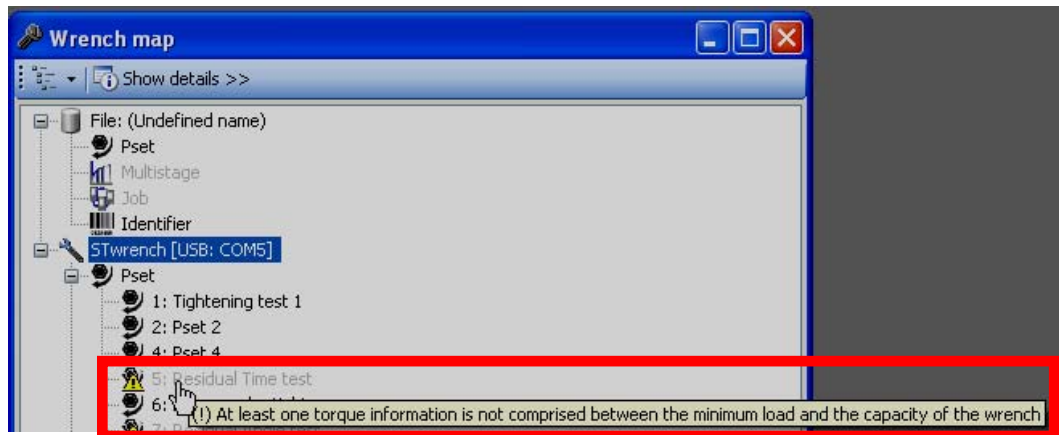 Wrench map
Show details >>
File: (Undefined name)
Pset
Multistage
Job
Identifier
STwrench [USB: COM5]
Pset
1: Tightening test 1
2: Pset 2
4: Pset 4
5: Residual Time test
6:
(!) At least one torque information is not comprised between the minimum load and the capacity of the wrench
7: